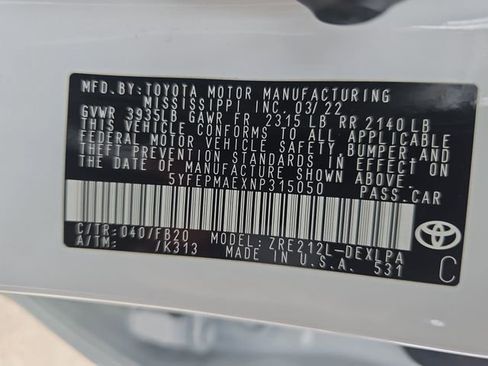 MFD.BY:TOYOTA MOTOR MANUFACTURING
MISSISSIPPI INC. 03/22
GVWR 3935LB GAWR FR 2315 LB RR 2140 LB
THIS VEHICLE CONFORMS TO ALL APPLICABLE
FEDERAL MOTOR VEHICLE SAFETY BUMPER, AND
THEFT PREVENTION STANDARDS IN EFFECT
ON THE DATE OF MANUFACTURE SHOWN ABOVE.
5YFEPMAEXNP315050 PASS.CAR
C/TR: 040/FB20 MODEL: ZRE212L-DEXLPA
A/TM: /K313 MADE IN U.S.A. 531
TOYOTA
C